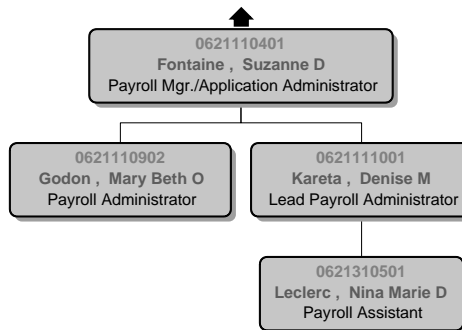 0621110401
Fontaine , Suzanne D
Payroll Mgr./Application Administrator
0621110902
Godon , Mary Beth O
Payroll Administrator
0621111001
Kareta , Denise M
Lead Payroll Administrator
0621310501
Leclerc , Nina Marie D
Payroll Assistant